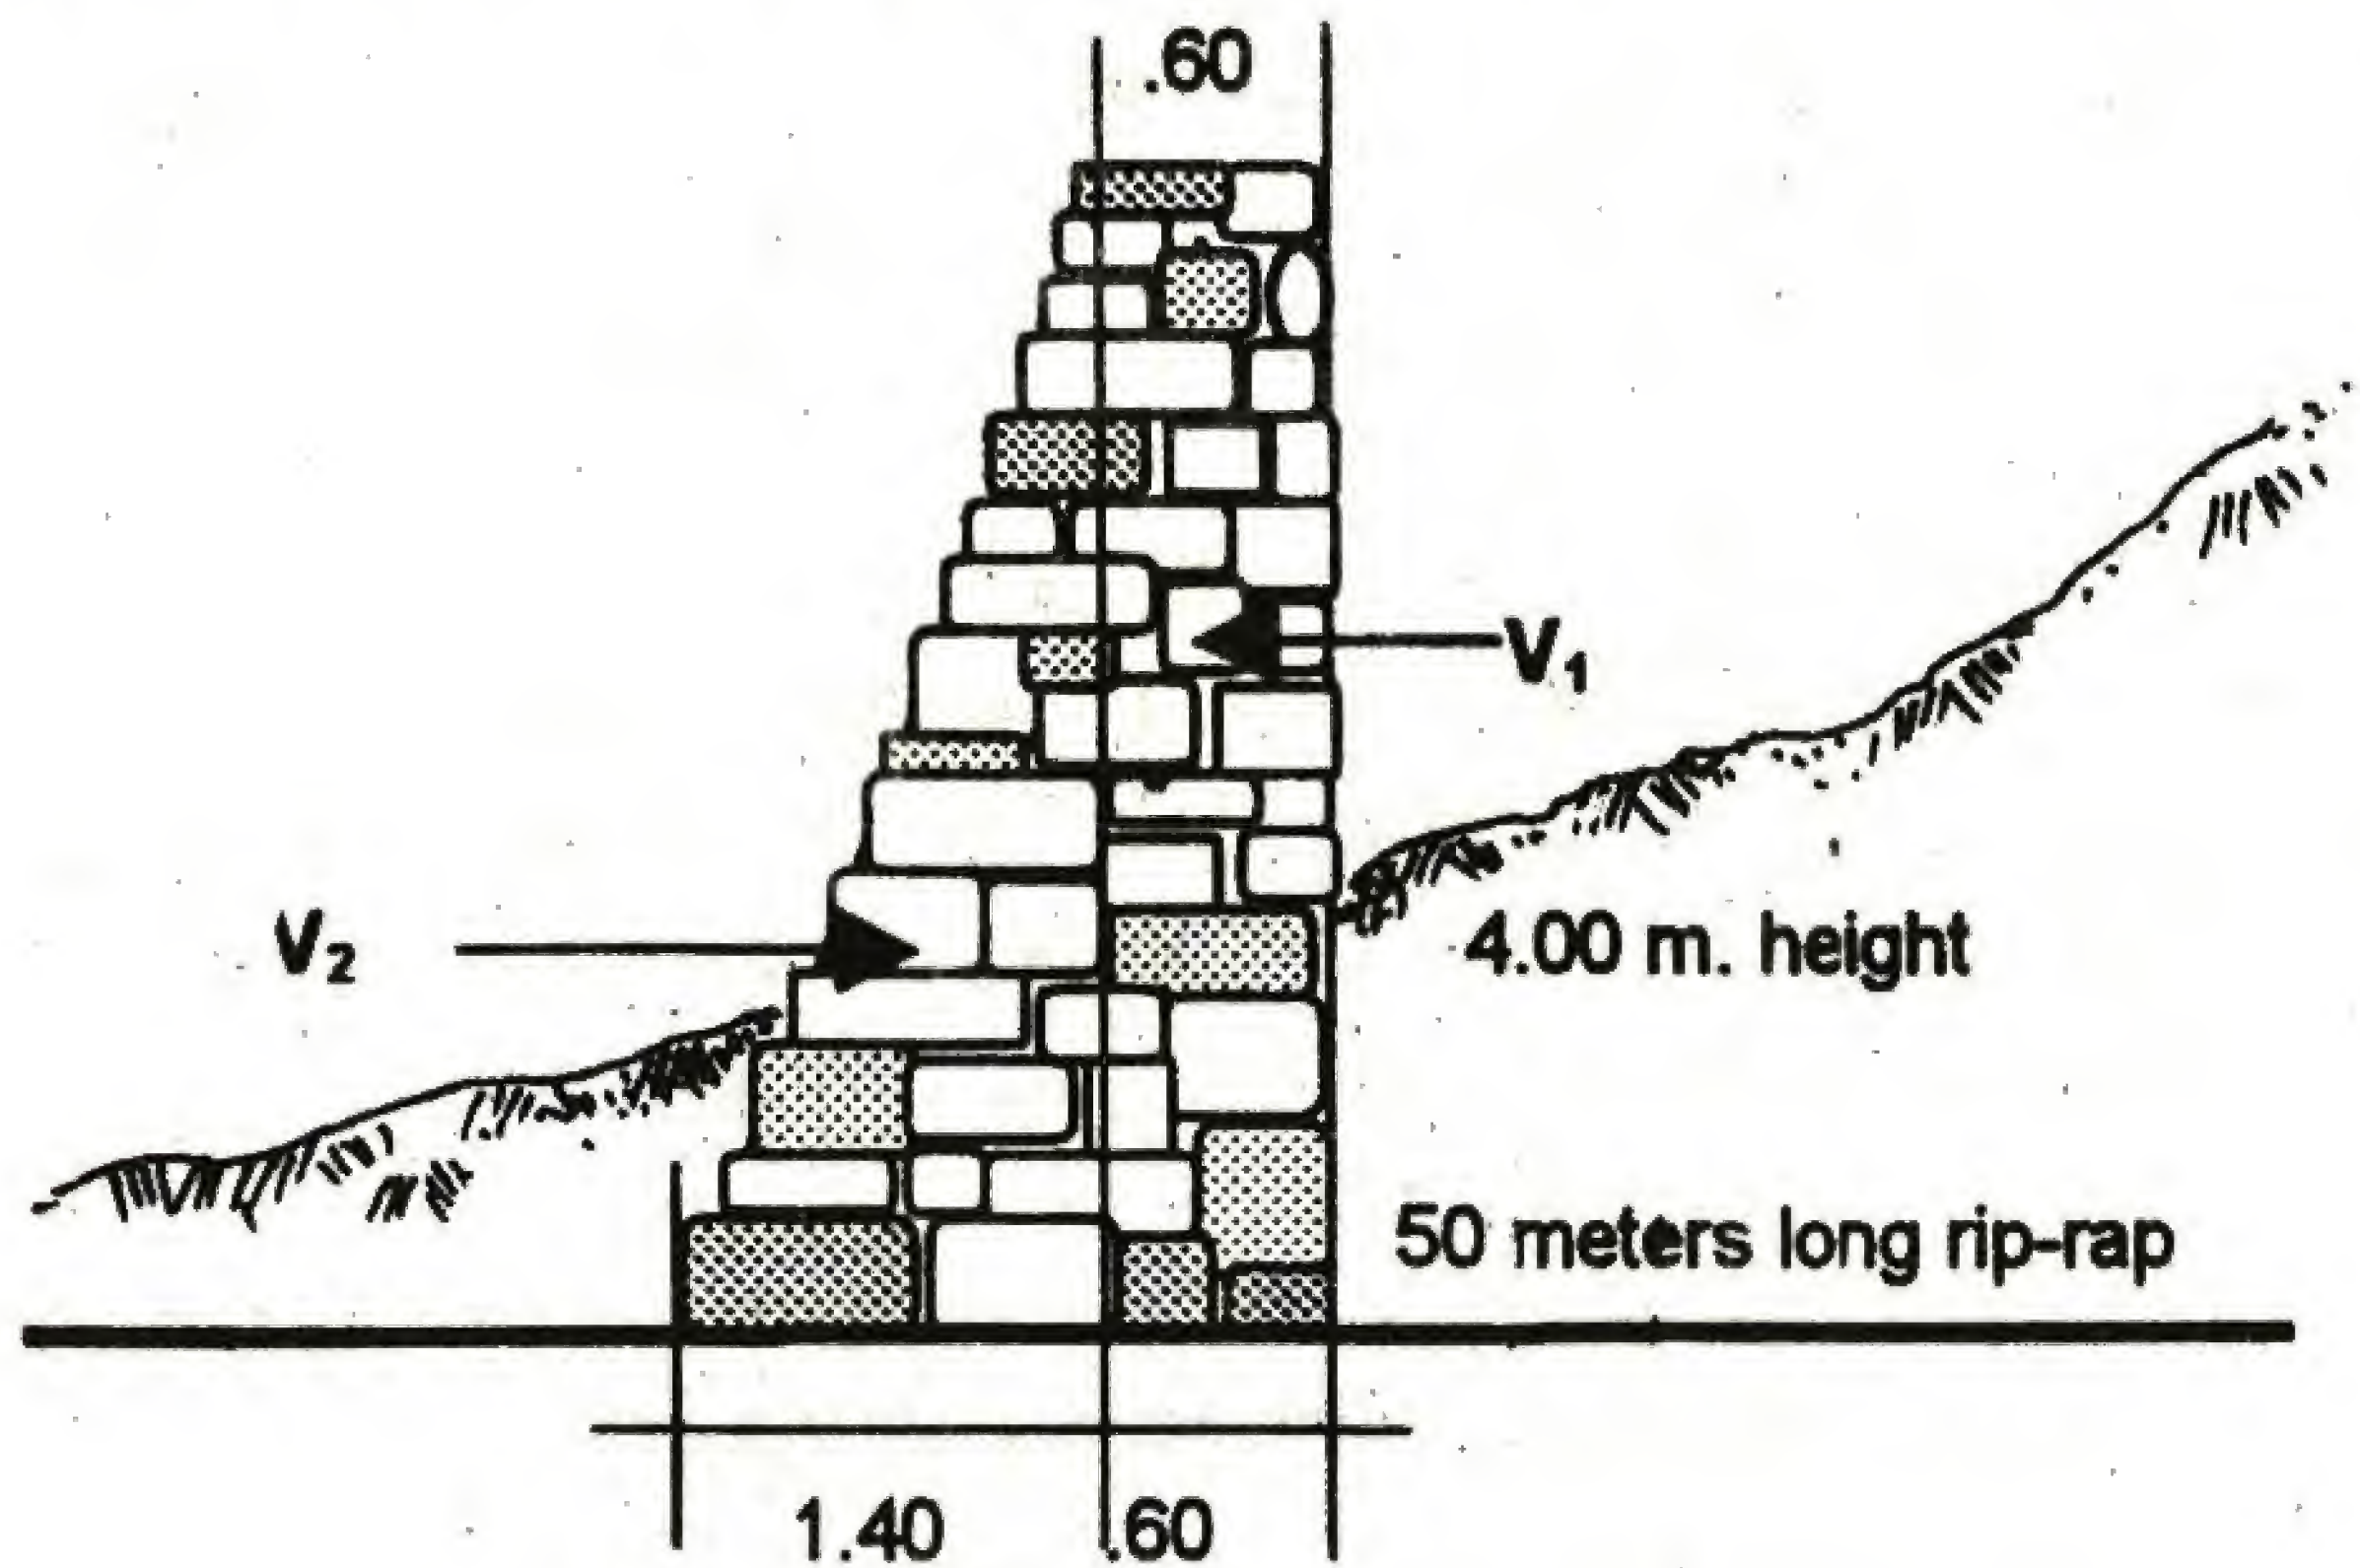 .60
V₁
V₂
4.00 m. height
50 meters long rip-rap
1.40
.60